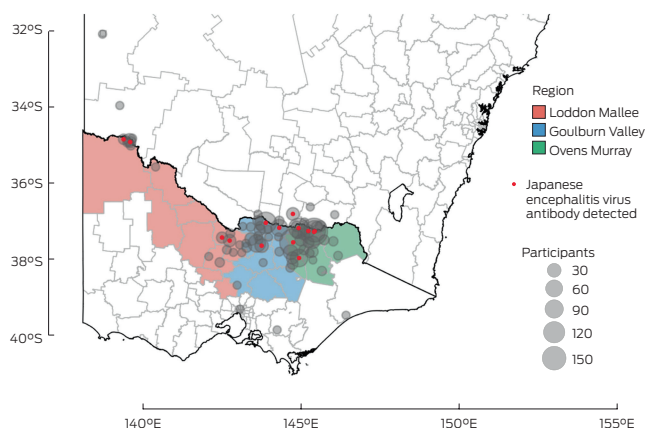 32ºS
34ºS
36ºS
38ºS
40ºS
140ºE
145ºE
150ºE
155ºE
Region
Loddon Mallee
Goulburn Valley
Ovens Murray
Japanese
encephalitis virus
antibody detected
Participants
30
60
90
120
150